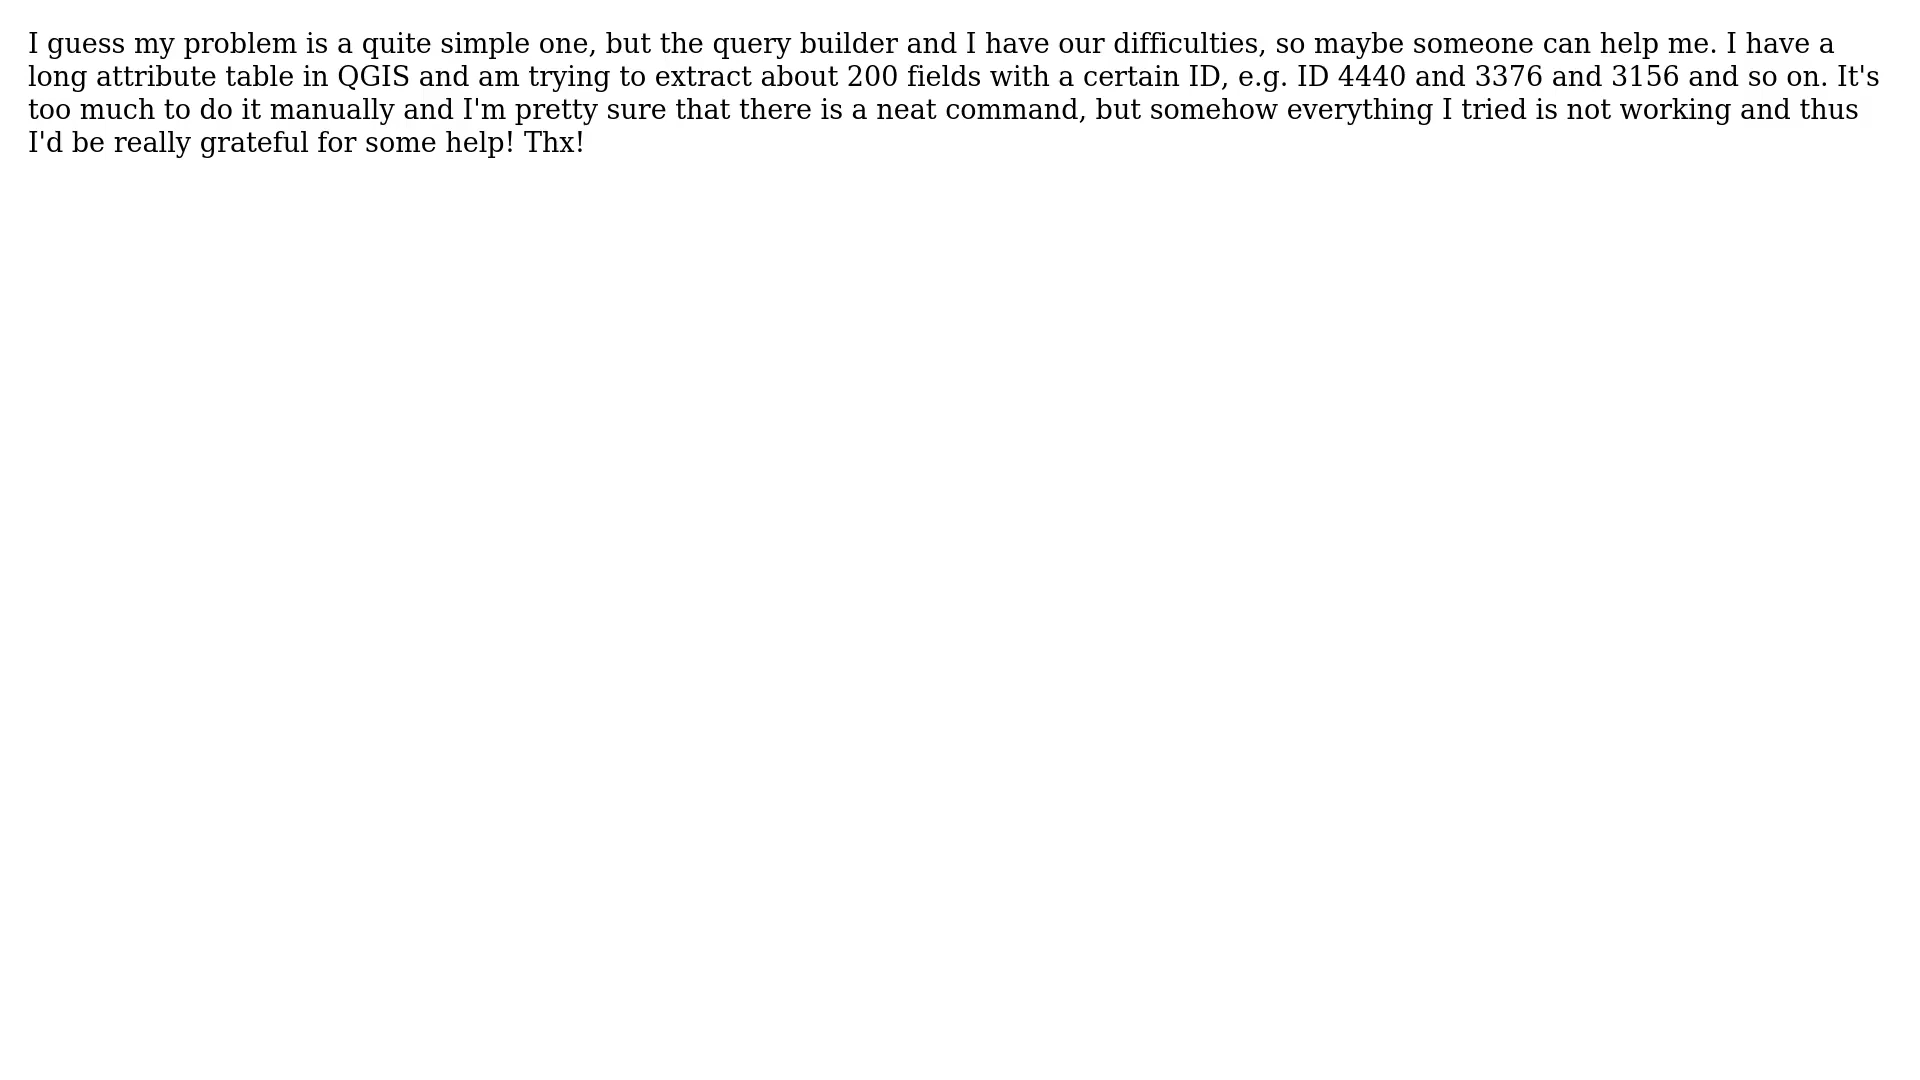 I guess my problem is a quite simple one, but the query builder and I have our difficulties, so maybe someone can help me. I have a
long attribute table in QGIS and am trying to extract about 200 fields with a certain ID, e.g. ID 4440 and 3376 and 3156 and so on. It's
too much to do it manually and I'm pretty sure that there is a neat command, but somehow everything I tried is not working and thus
I'd be really grateful for some help! Thx!